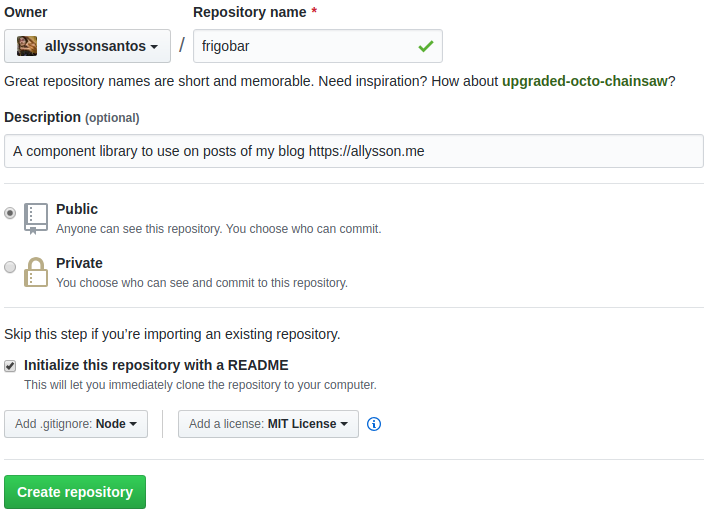 Owner Repository name *
allyssonsantos / frigobar
Great repository names are short and memorable. Need inspiration? How about upgraded-octo-chainsaw?
Description (optional)
A component library to use on posts of my blog https://allysson.me
Public
Anyone can see this repository. You choose who can commit.
Private
You choose who can see and commit to this repository.
Skip this step if you’re importing an existing repository.
Initialize this repository with a README
This will let you immediately clone the repository to your computer.
Add .gitignore: Node Add a license: MIT License
Create repository